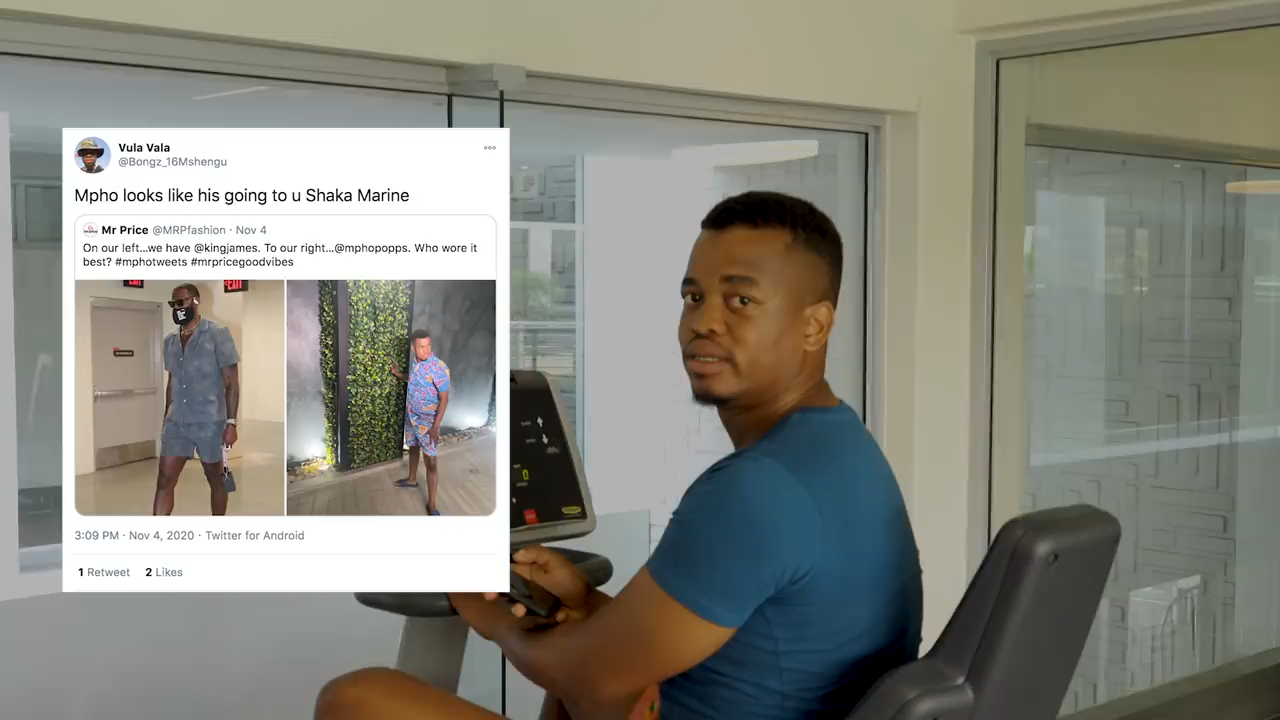 Vula Vala
@Bongz_16Mshengu
Mpho looks like his going to u Shaka Marine
Mr Price @MRPfashion · Nov 4
On our left...we have @kingjames. To our right...@mphopopps. Who wore it
best? #mphotweets #mrpricegoodvibes
EXIT
3:09 PM · Nov 4, 2020 · Twitter for Android
1 Retweet 2 Likes